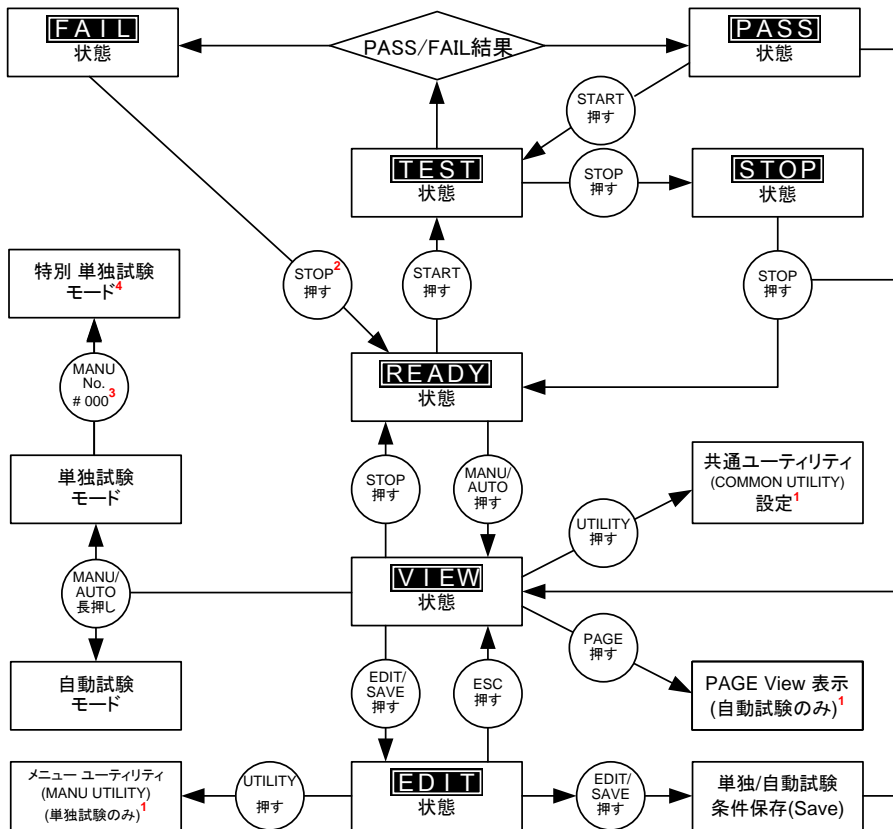 FAIL
状態
PASS/FAIL結果
PASS
状態
START
押す
TEST
状態
STOP
押す
STOP
状態
特別 単独試験
モード4
STOP2
押す
START
押す
STOP
押す
MANU
No.
# 0003
READY
状態
単独試験
モード
STOP
押す
MANU/
AUTO
押す
共通ユーティリティ
(COMMON UTILITY)
設定1
UTILITY
押す
MANU/
AUTO
長押し
VIEW
状態
PAGE
押す
自動試験
モード
EDIT/
SAVE
押す
ESC
押す
PAGE View 表示
(自動試験のみ)1
メニュー ユーティリティ
(MANU UTILITY)
(単独試験のみ)1
UTILITY
押す
EDIT
状態
EDIT/
SAVE
押す
単独/自動試験
条件保存(Save)